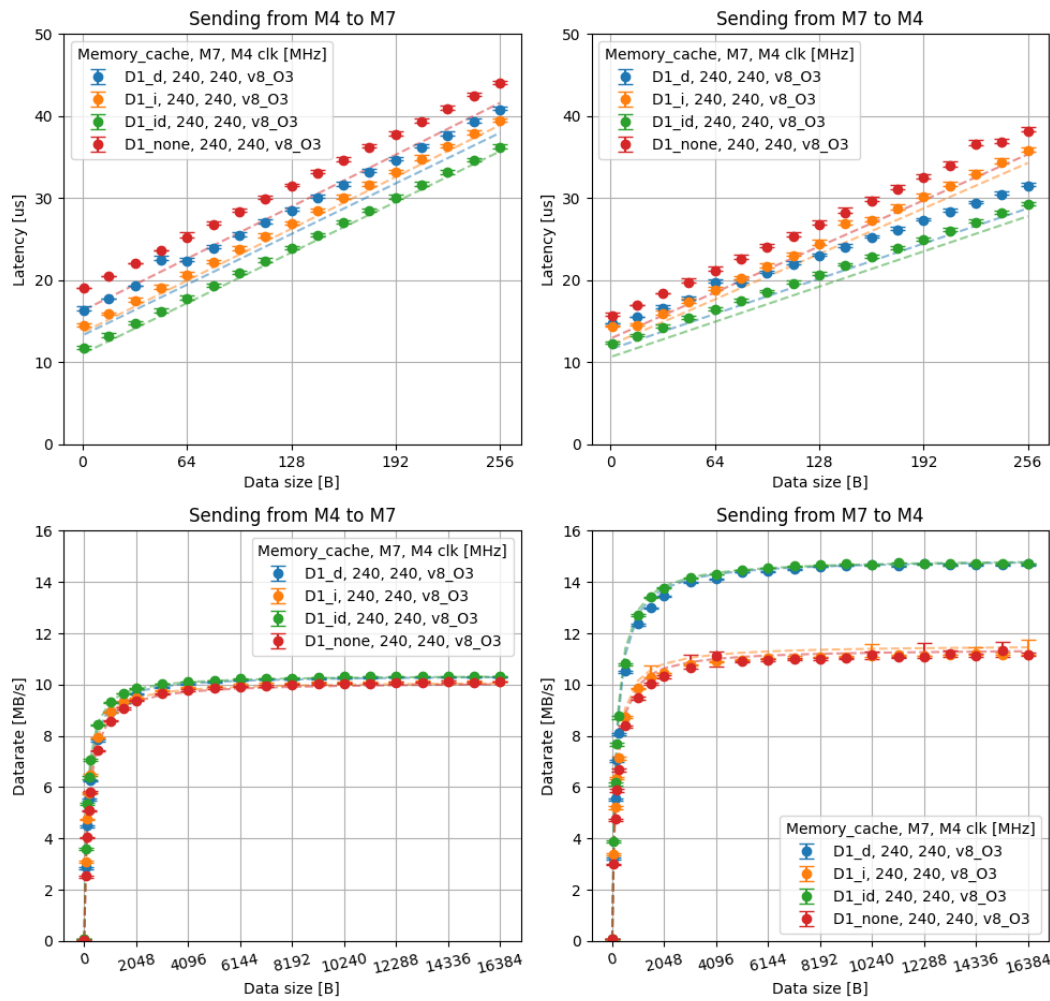 Sending from M4 to M7
50
40
30
20
10
0
Latency [us]
Memory_cache, M7, M4 clk [MHz]
D1_d, 240, 240, v8_O3
D1_i, 240, 240, v8_O3
D1_id, 240, 240, v8_O3
D1_none, 240, 240, v8_O3
0 64 128 192 256
Data size [B]
Sending from M7 to M4
50
40
30
20
10
0
Latency [us]
Memory_cache, M7, M4 clk [MHz]
D1_d, 240, 240, v8_O3
D1_i, 240, 240, v8_O3
D1_id, 240, 240, v8_O3
D1_none, 240, 240, v8_O3
0 64 128 192 256
Data size [B]
Sending from M4 to M7
16
14
12
10
8
6
4
2
0
Datarate [MB/s]
Memory_cache, M7, M4 clk [MHz]
D1_d, 240, 240, v8_O3
D1_i, 240, 240, v8_O3
D1_id, 240, 240, v8_O3
D1_none, 240, 240, v8_O3
0 2048 4096 6144 8192 10240 12288 14336 16384
Data size [B]
Sending from M7 to M4
16
14
12
10
8
6
4
2
0
Datarate [MB/s]
Memory_cache, M7, M4 clk [MHz]
D1_d, 240, 240, v8_O3
D1_i, 240, 240, v8_O3
D1_id, 240, 240, v8_O3
D1_none, 240, 240, v8_O3
0 2048 4096 6144 8192 10240 12288 14336 16384
Data size [B]